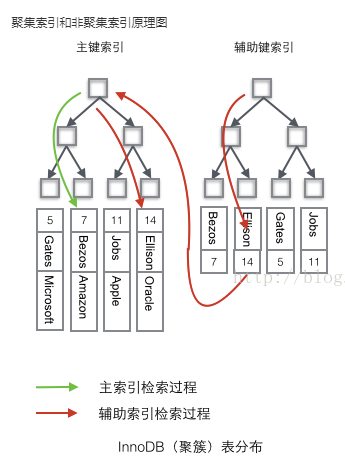 聚集索引和非聚集索引原理图
主键索引
辅助键索引
5 7 11 14
Gates Bezos Jobs Ellison
Microsoft Amazon Apple Oracle
Bezos Ellison Gates Jobs
7 14 5 11
http://blog.
主索引检索过程
辅助索引检索过程
InnoDB（聚簇）表分布